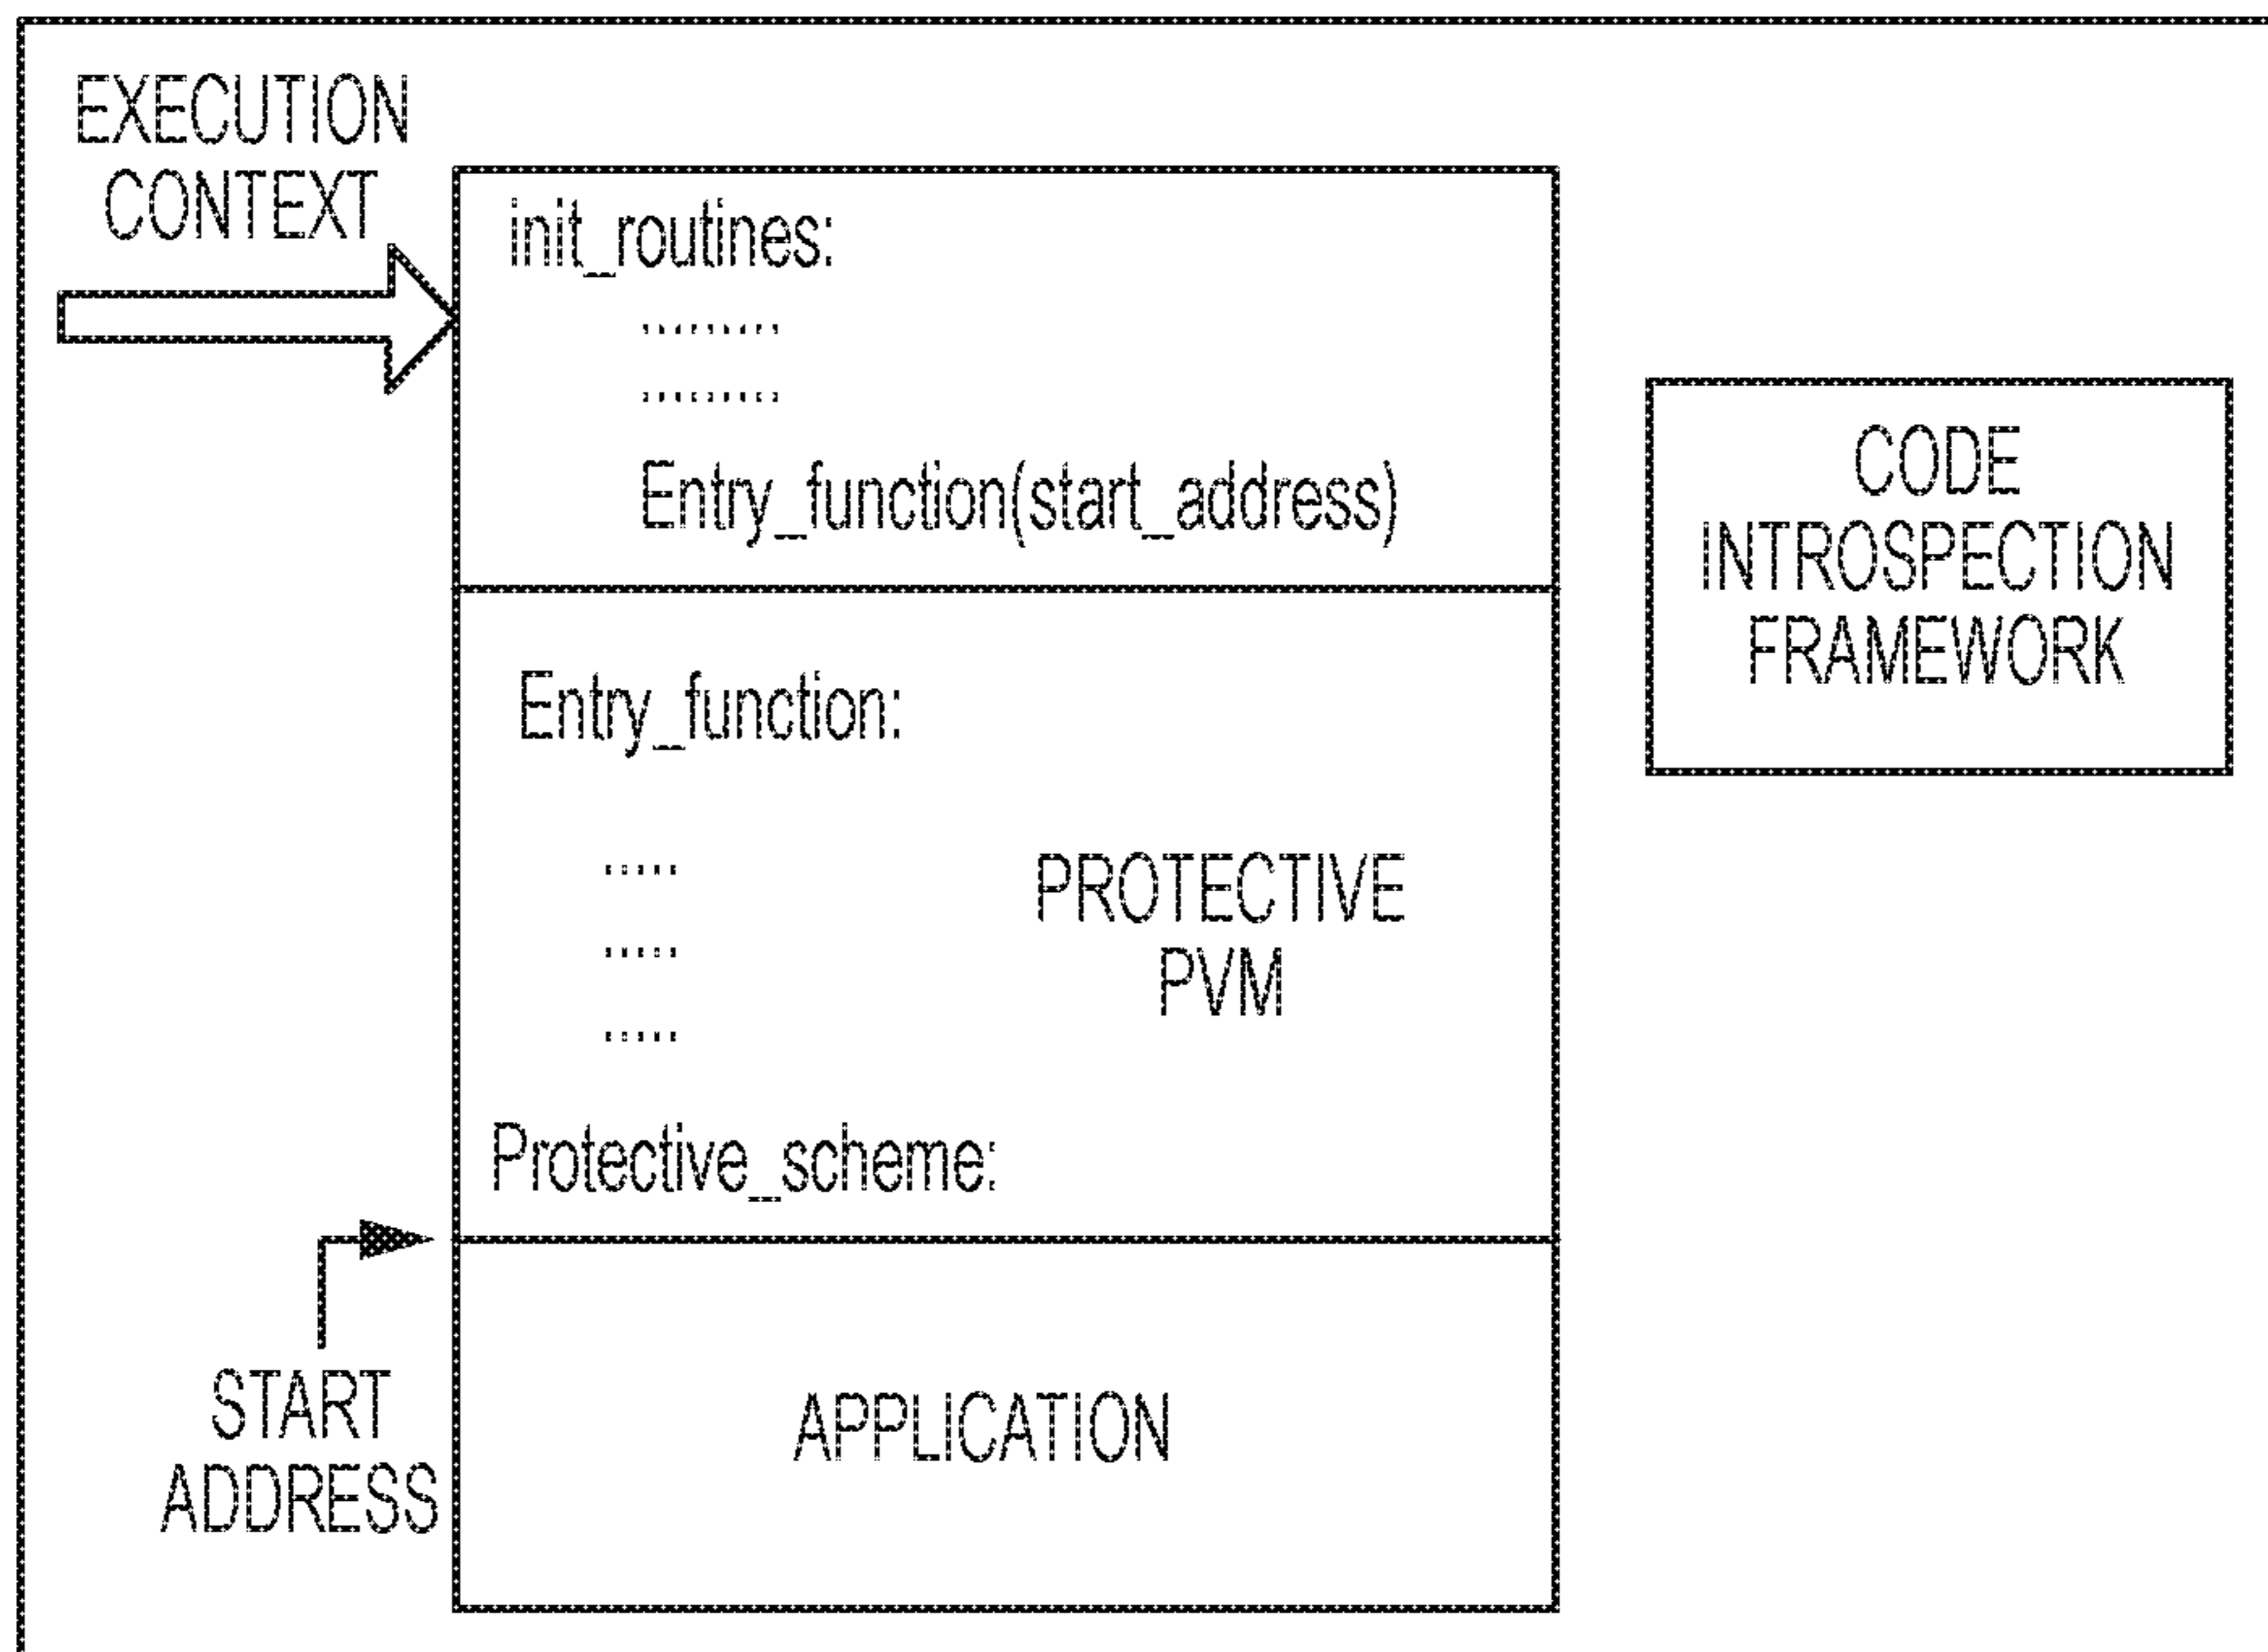 EXECUTION
CONTEXT
init_routines:
.........
.........
Entry_function(start_address)
CODE
INTROSPECTION
FRAMEWORK
Entry_function:
.....
.....
.....
PROTECTIVE
PVM
Protective_scheme:
START
ADDRESS
APPLICATION